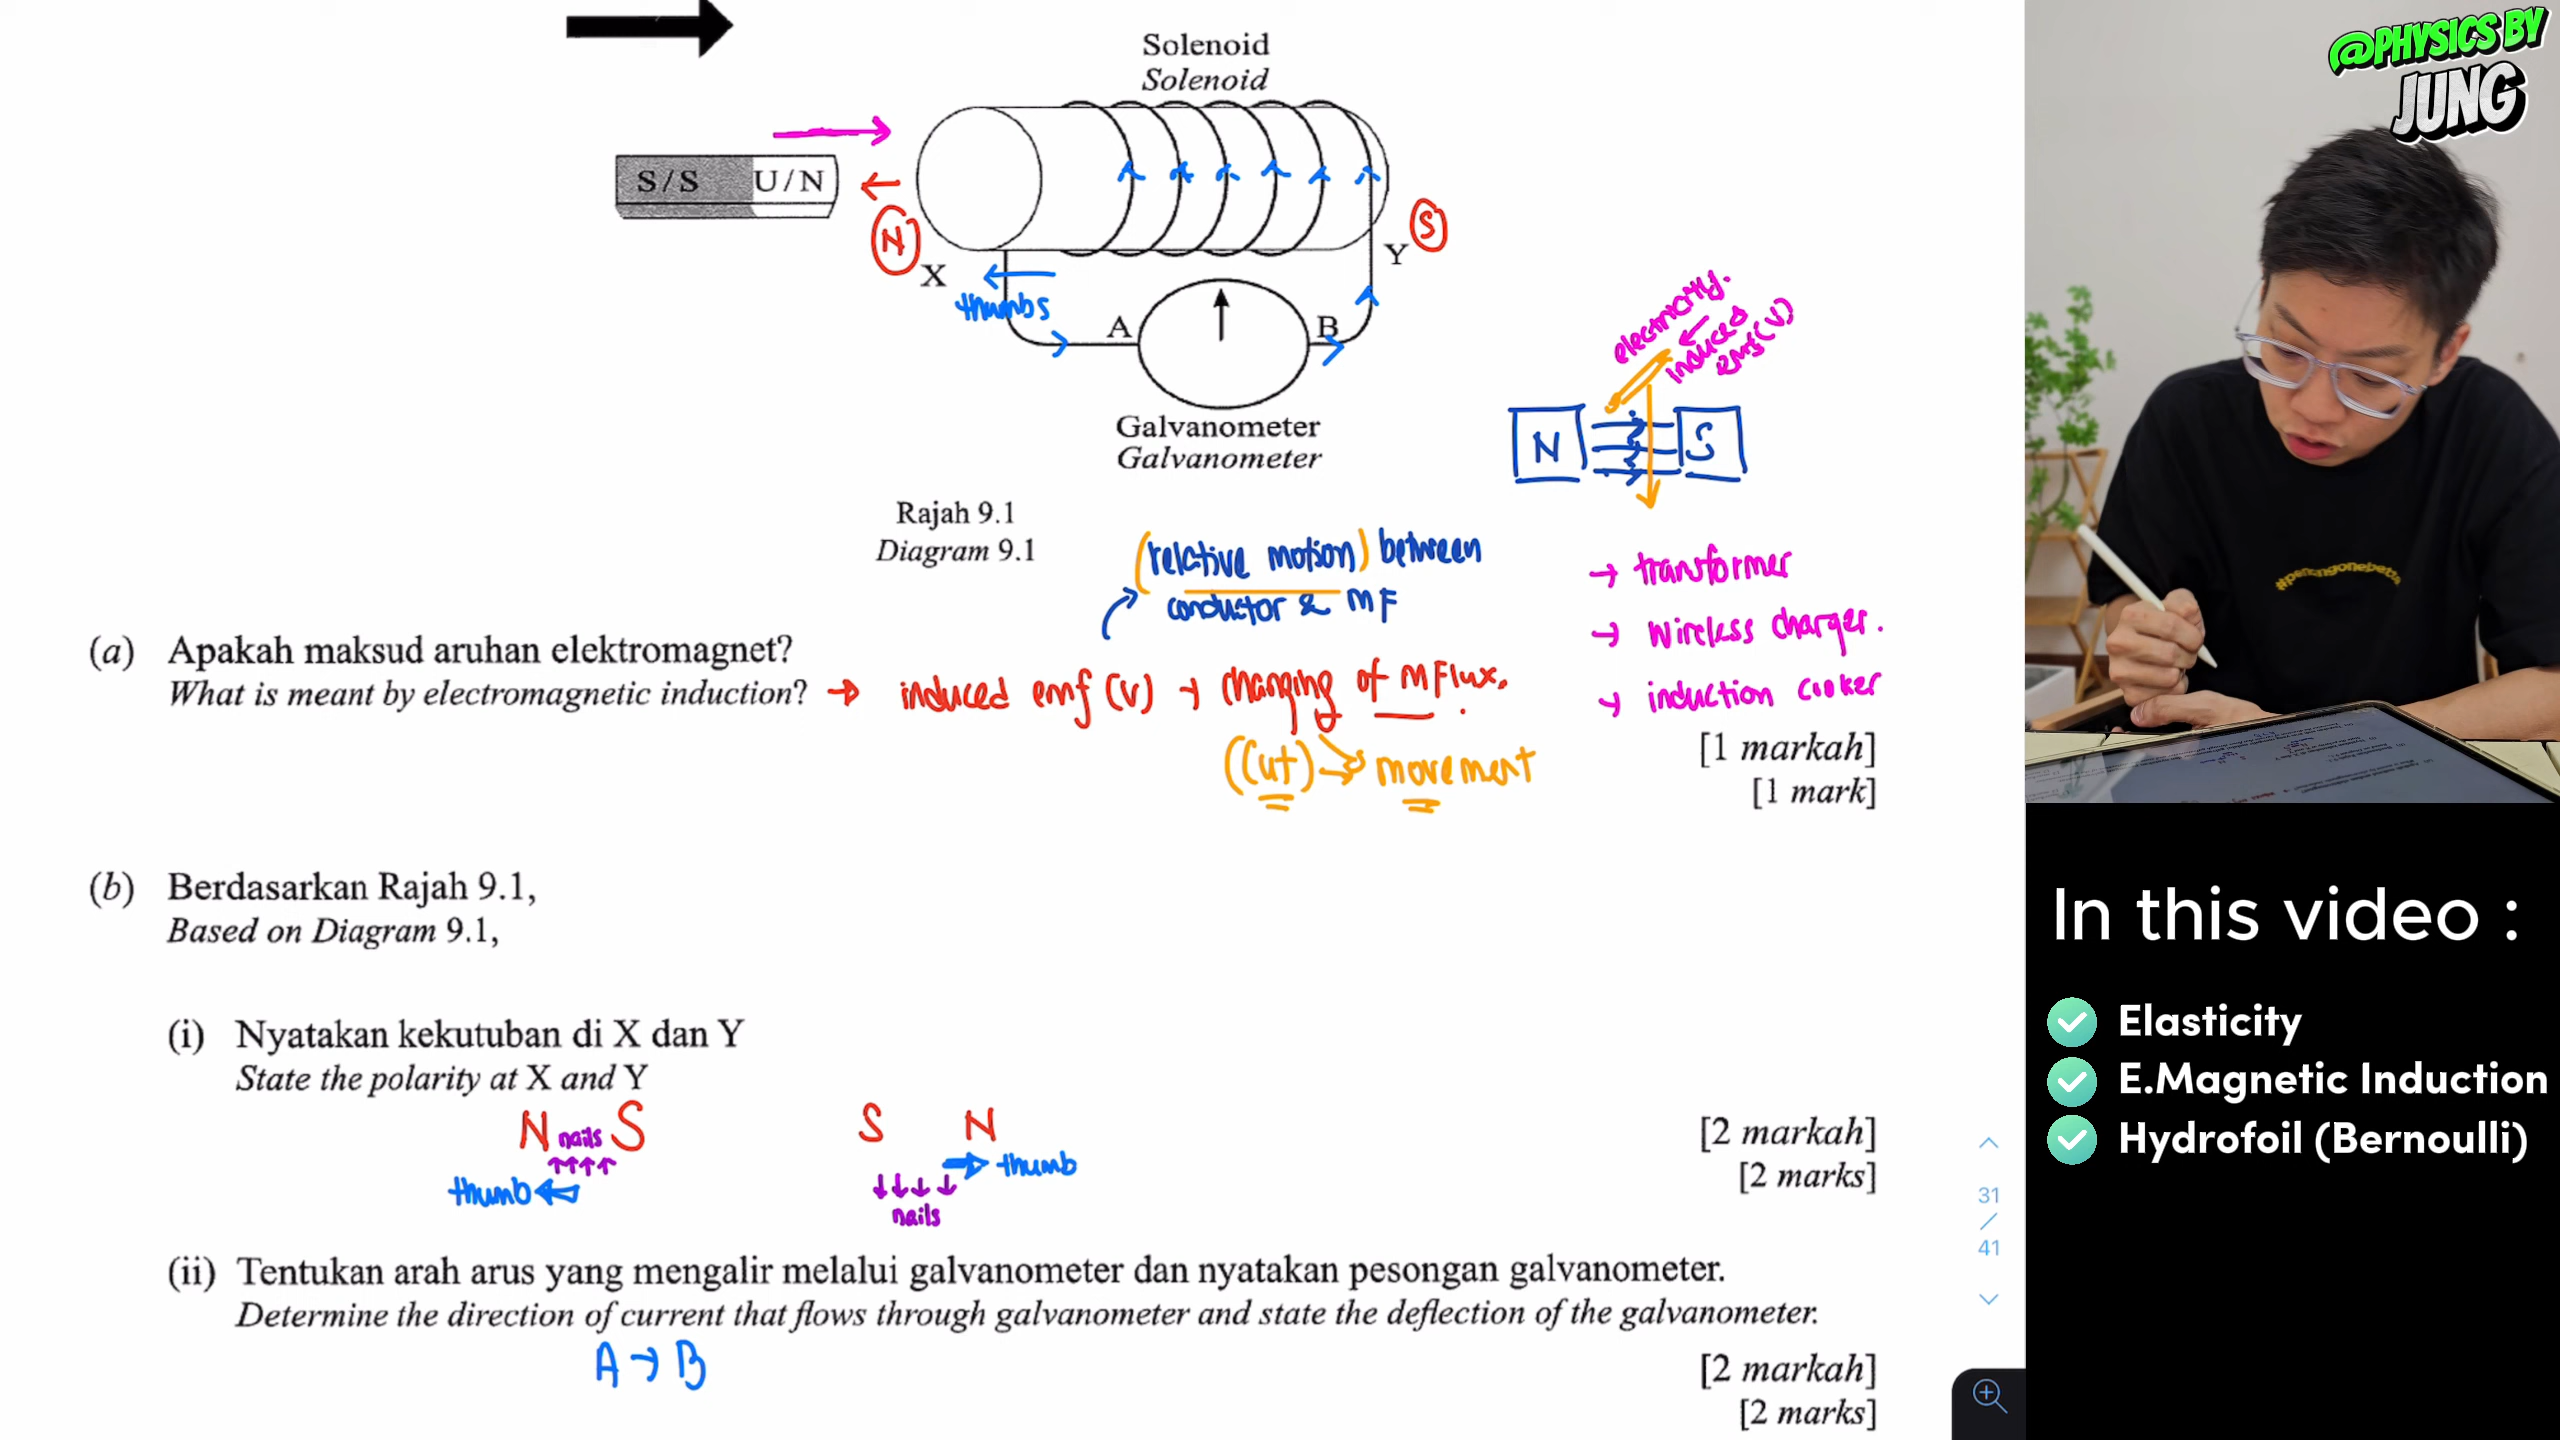 @PHYSICS BY
JUNG
Solenoid
Solenoid
S/S U/N
N
X
thumbs
S
Y
A
B
Galvanometer
Galvanometer
electricity.
induced
emf(V)
N
S
Rajah 9.1
Diagram 9.1
(relative motion) between
conductor & MF
→ transformer
→ wireless charger.
→ induction cooker
(a) Apakah maksud aruhan elektromagnet?
What is meant by electromagnetic induction? → induced emf (V) → changing of MFlux.
(cut) → movement
[1 markah]
[1 mark]
(b) Berdasarkan Rajah 9.1,
Based on Diagram 9.1,
(i) Nyatakan kekutuban di X dan Y
State the polarity at X and Y
N nails S
thumb
S N
thumb
nails
[2 markah]
[2 marks]
(ii) Tentukan arah arus yang mengalir melalui galvanometer dan nyatakan pesongan galvanometer.
Determine the direction of current that flows through galvanometer and state the deflection of the galvanometer.
A → B
[2 markah]
[2 marks]
31
/
41
#penangonebette
In this video :
Elasticity
E.Magnetic Induction
Hydrofoil (Bernoulli)